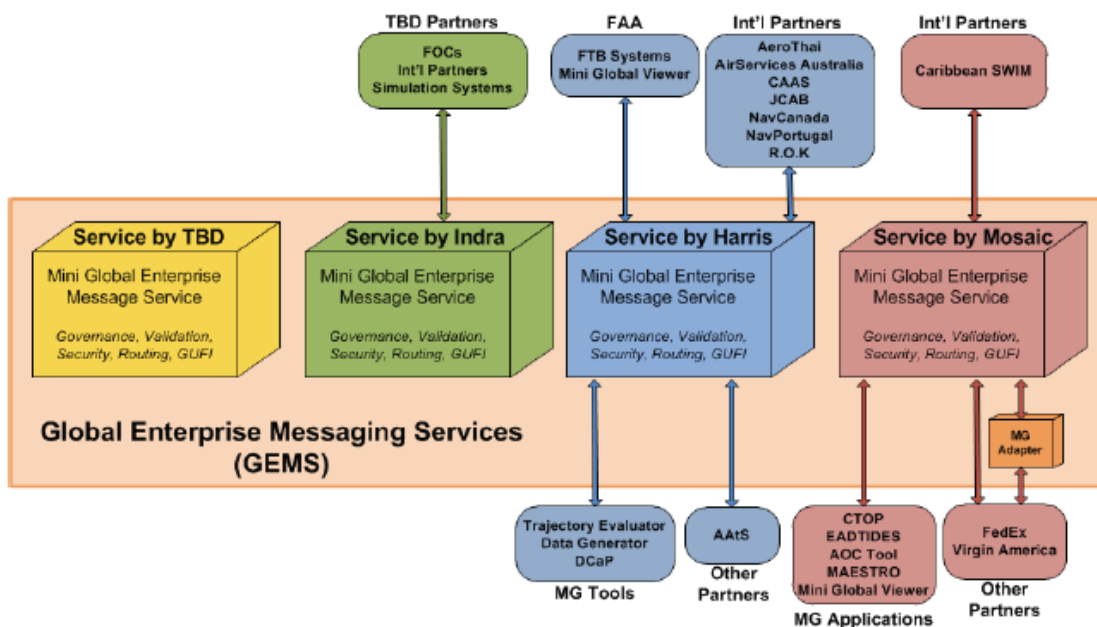 TBD Partners
FOCs
Int'l Partners
Simulation Systems
FAA
FTB Systems
Mini Global Viewer
Int'l Partners
AeroThai
AirServices Australia
CAAS
JCAB
NavCanada
NavPortugal
R.O.K
Int'l Partners
Caribbean SWIM
Service by TBD
Mini Global Enterprise
Message Service
Governance, Validation,
Security, Routing, GUFI
Service by Indra
Mini Global Enterprise
Message Service
Governance, Validation,
Security, Routing, GUFI
Service by Harris
Mini Global Enterprise
Message Service
Governance, Validation,
Security, Routing, GUFI
Service by Mosaic
Mini Global Enterprise
Message Service
Governance, Validation,
Security, Routing, GUFI
Global Enterprise Messaging Services
(GEMS)
MG
Adapter
Trajectory Evaluator
Data Generator
DCaP
MG Tools
AAtS
Other
Partners
CTOP
EADTIDES
AOC Tool
MAESTRO
Mini Global Viewer
MG Applications
FedEx
Virgin America
Other
Partners